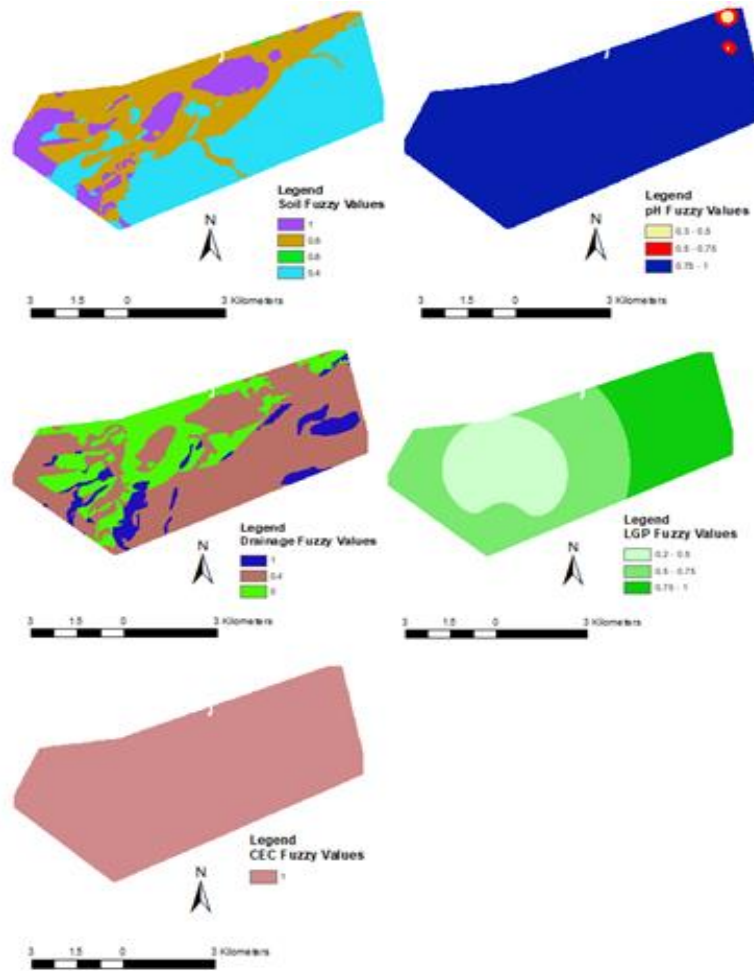 Legend
Soil Fuzzy Values
1
0.8
0.6
0.4
N
3 1.5 0 3 Kilometers
Legend
pH Fuzzy Values
0.3 - 0.5
0.5 - 0.75
0.75 - 1
N
3 1.5 0 3 Kilometers
Legend
Drainage Fuzzy Values
1
0.4
0
N
3 1.5 0 3 Kilometers
Legend
LGP Fuzzy Values
0.2 - 0.5
0.5 - 0.75
0.75 - 1
N
3 1.5 0 3 Kilometers
Legend
CEC Fuzzy Values
1
N
3 1.5 0 3 Kilometers